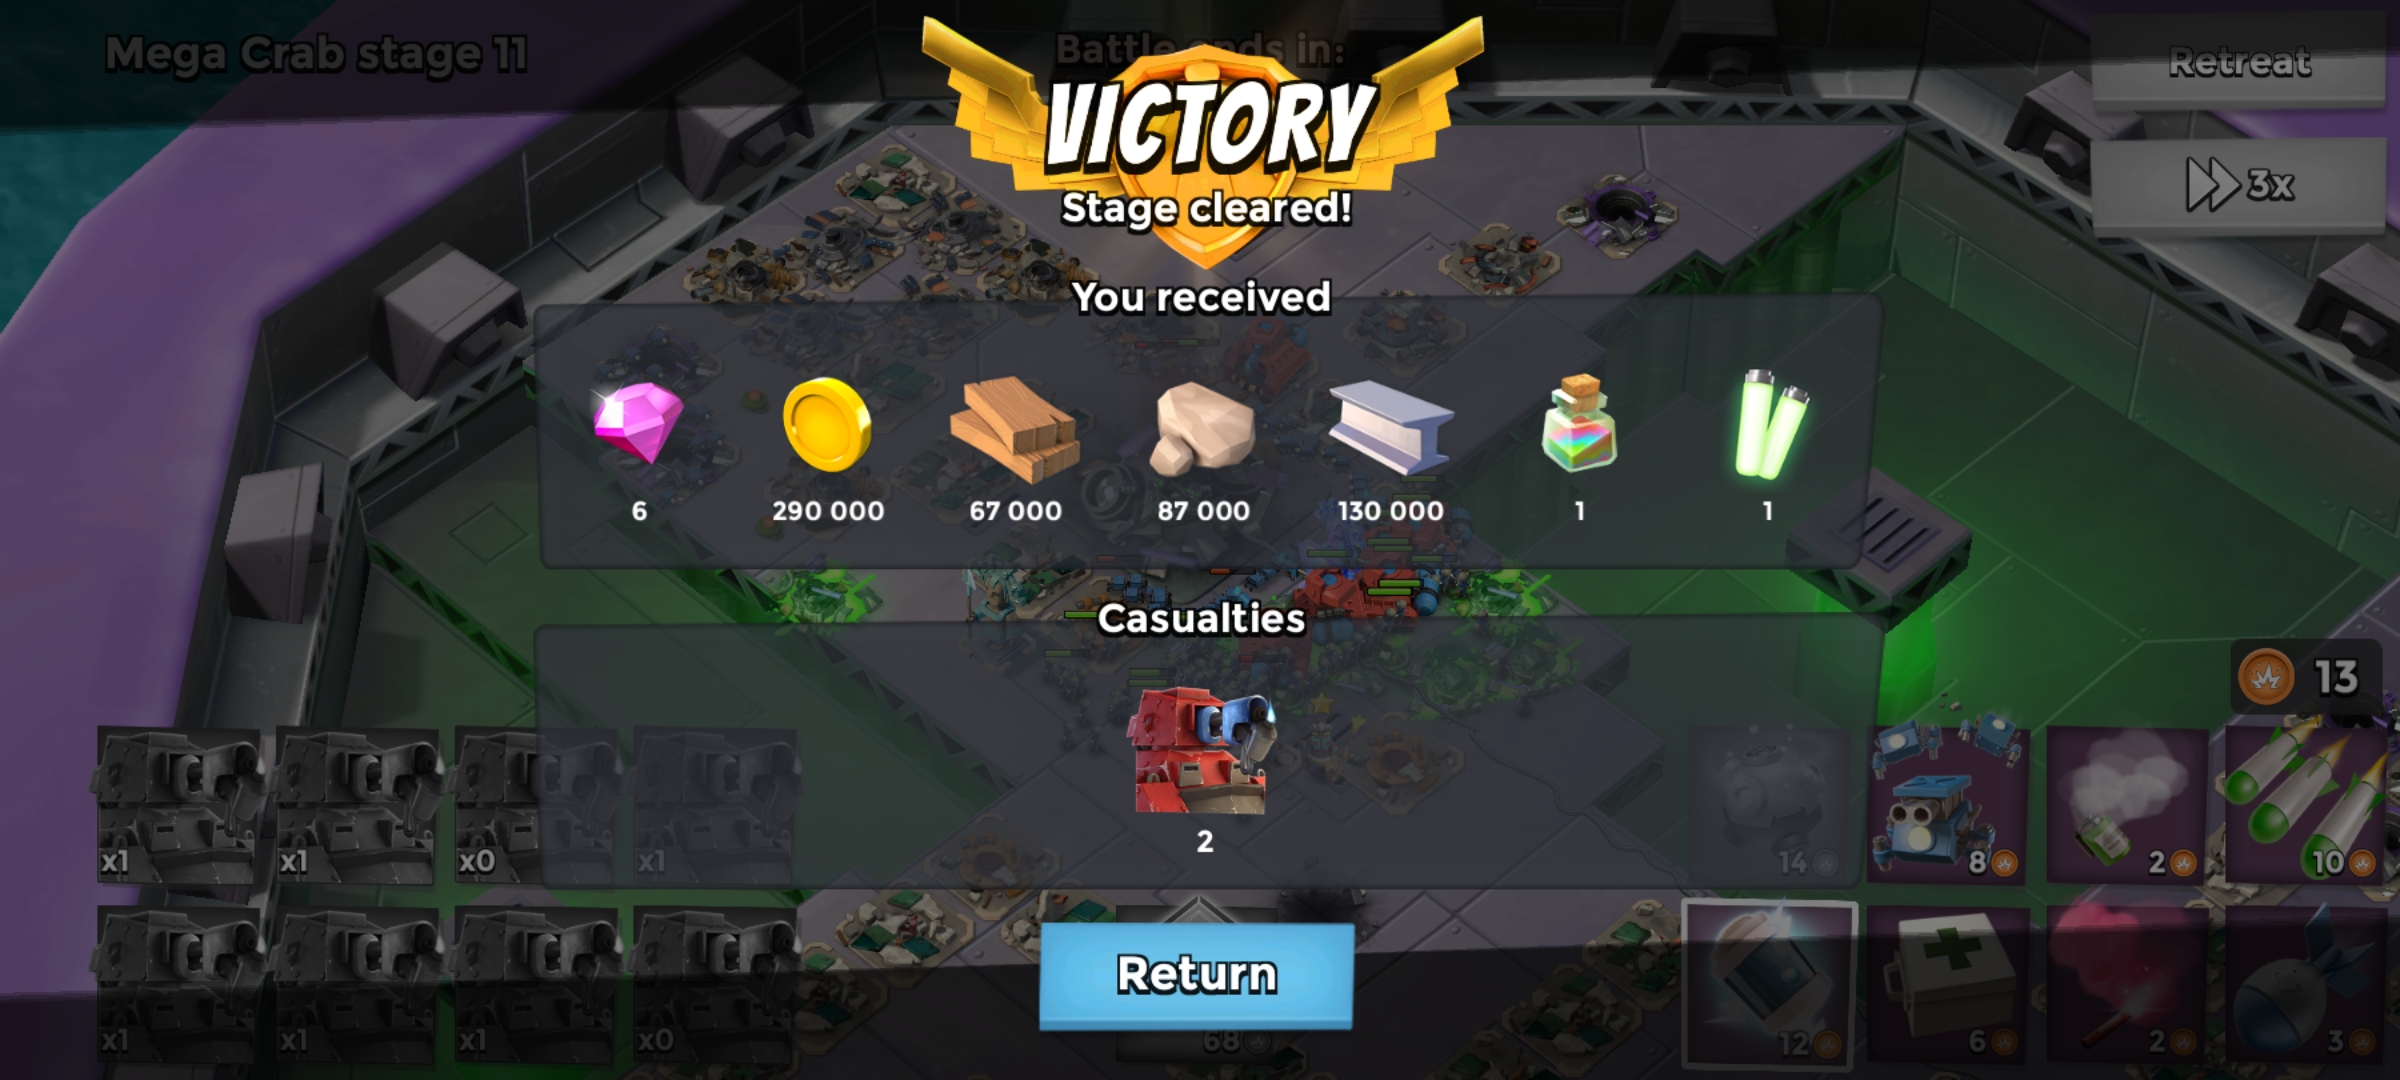 Mega Crab stage 11
Battle ends in:
Retreat
VICTORY
3x
Stage cleared!
You received
6
290 000
67 000
87 000
130 000
1
1
Casualties
13
2
x1
x1
x0
x1
14
8
2
10
Return
x1
x1
x1
x0
68
12
6
2
3